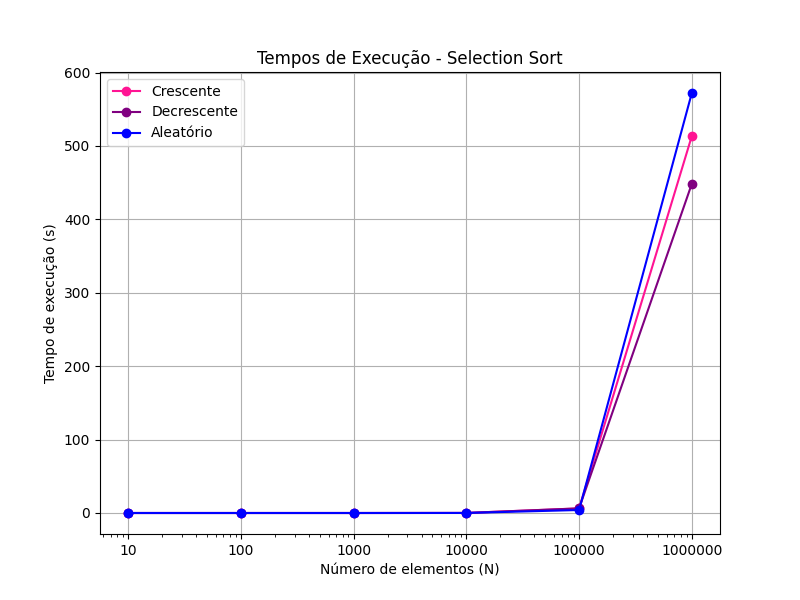 Tempos de Execução - Selection Sort
Crescente
Decrescente
Aleatório
Tempo de execução (s)
600
500
400
300
200
100
0
10 100 1000 10000 100000 1000000
Número de elementos (N)